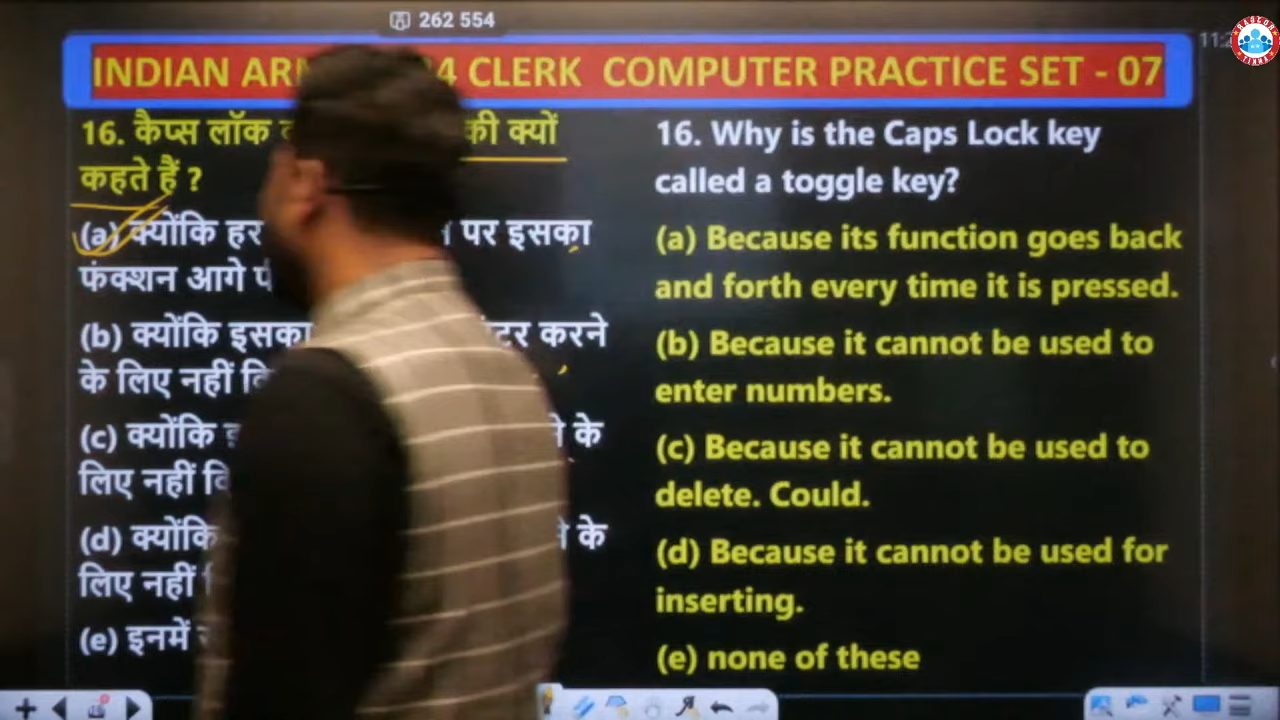 262 554
INDIAN 4 CLERK COMPUTER PRACTICE SET - 07
16. कैप्स लॉक की क्यों
कहते हैं ?
(a) क्योंकि हर पर इसका
फंक्शन आगे
(b) क्योंकि इसका करने
के लिए नहीं
(c) क्योंकि के
लिए नहीं
(d) क्योंकि के
लिए नहीं
(e) इनमें
16. Why is the Caps Lock key
called a toggle key?
(a) Because its function goes back
and forth every time it is pressed.
(b) Because it cannot be used to
enter numbers.
(c) Because it cannot be used to
delete. Could.
(d) Because it cannot be used for
inserting.
(e) none of these